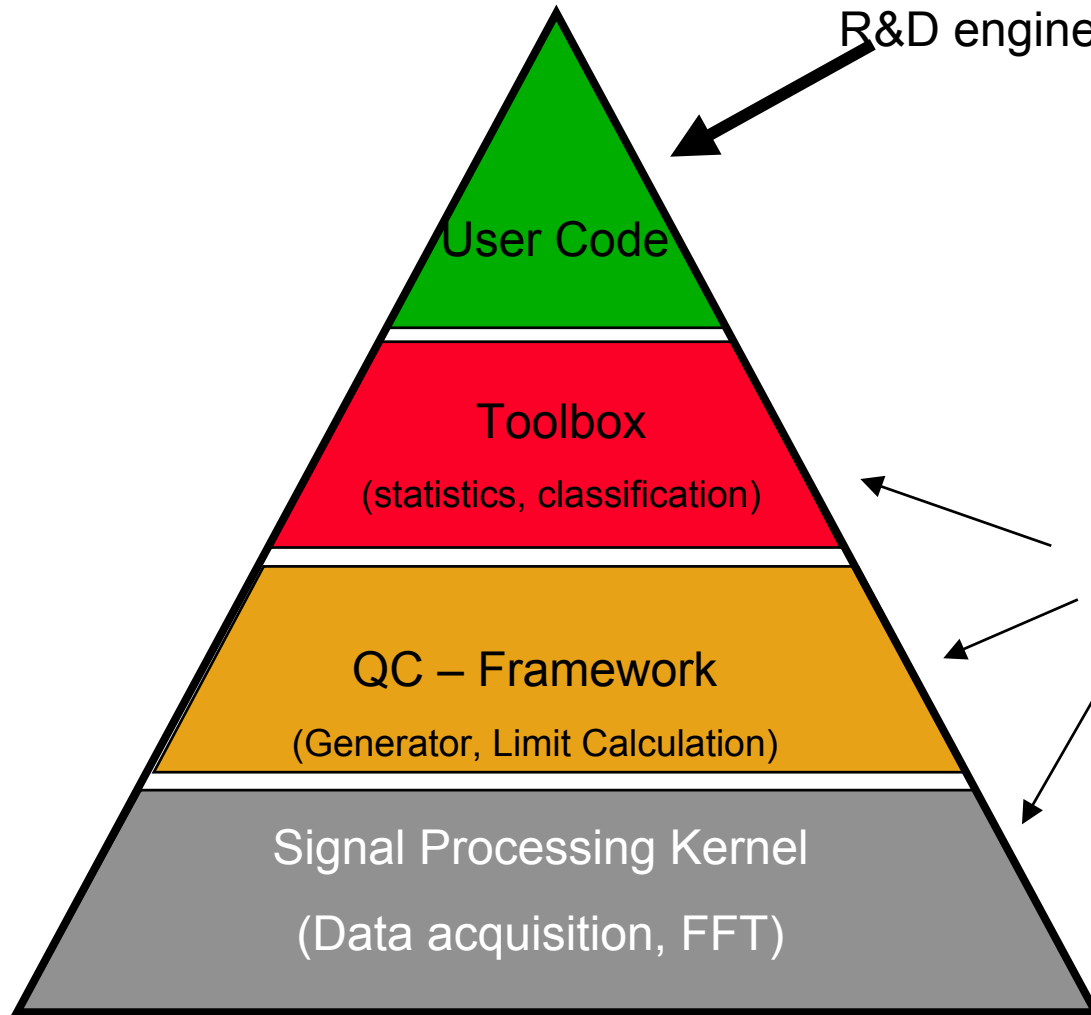 R&D engine
User Code
Toolbox
(statistics, classification)
QC – Framework
(Generator, Limit Calculation)
Signal Processing Kernel
(Data acquisition, FFT)